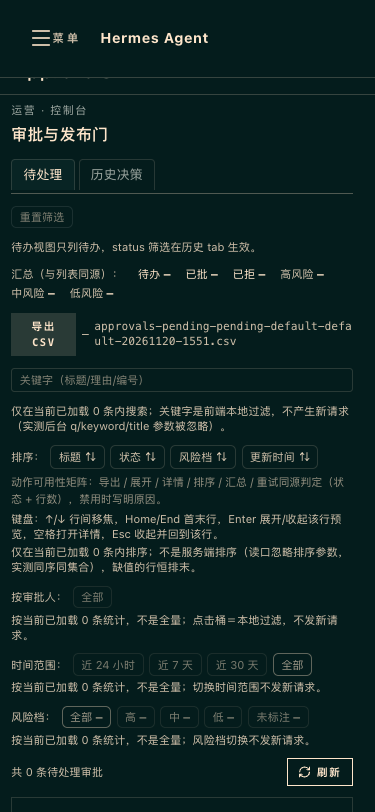 菜单 Hermes Agent
运营 · 控制台
审批与发布门
待处理 历史决策
重置筛选
待办视图只列待办，status 筛选在历史 tab 生效。
汇总（与列表同源）： 待办 — 已批 — 已拒 — 高风险 —
中风险 — 低风险 —
导出 CSV — approvals-pending-pending-default-default-20261120-1551.csv
关键字（标题/理由/编号）
仅在当前已加载 0 条内搜索；关键字是前端本地过滤，不产生新请求
（实测后台 q/keyword/title 参数被忽略）。
排序： 标题 ⇅ 状态 ⇅ 风险档 ⇅ 更新时间 ⇅
动作可用性矩阵：导出 / 展开 / 详情 / 排序 / 汇总 / 重试同源判定（状
态 + 行数），禁用时写明原因。
键盘：↑/↓ 行间移焦，Home/End 首末行，Enter 展开/收起该行预
览，空格打开详情，Esc 收起并回到该行。
仅在当前已加载 0 条内排序；不是服务端排序（读口忽略排序参数，
实测同序同集合），缺值的行恒排末。
按审批人： 全部
按当前已加载 0 条统计，不是全量；点击桶＝本地过滤，不发新请
求。
时间范围： 近 24 小时 近 7 天 近 30 天 全部
按当前已加载 0 条统计，不是全量；切换时间范围不发新请求。
风险档： 全部 — 高 — 中 — 低 — 未标注 —
按当前已加载 0 条统计，不是全量；风险档切换不发新请求。
共 0 条待处理审批 刷新